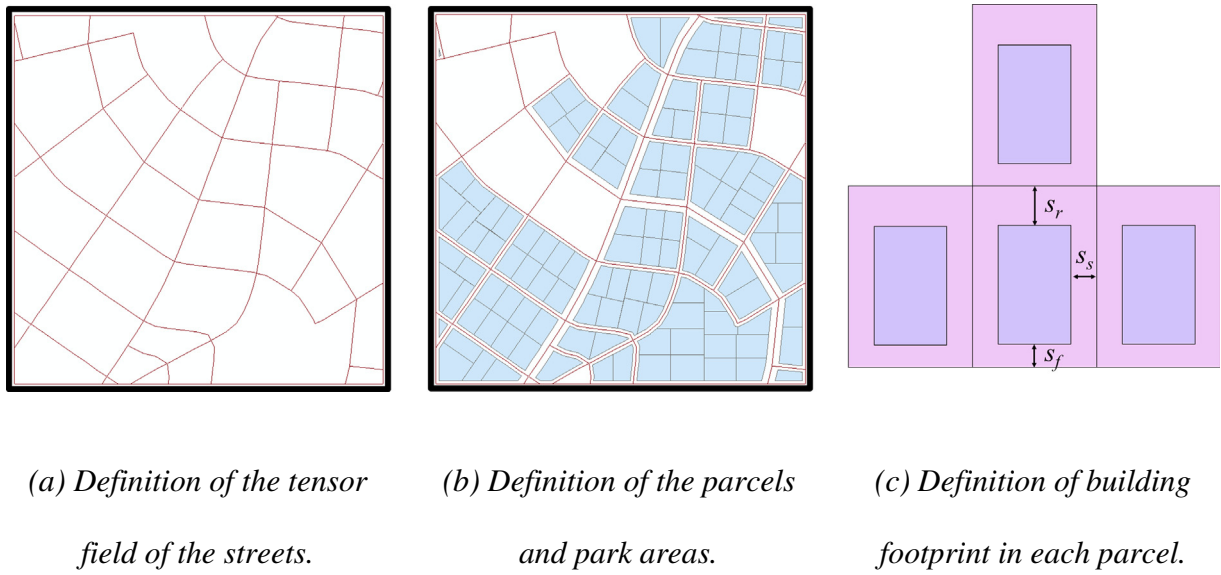 s_r
s_s
s_f
(a) Definition of the tensor
field of the streets.
(b) Definition of the parcels
and park areas.
(c) Definition of building
footprint in each parcel.